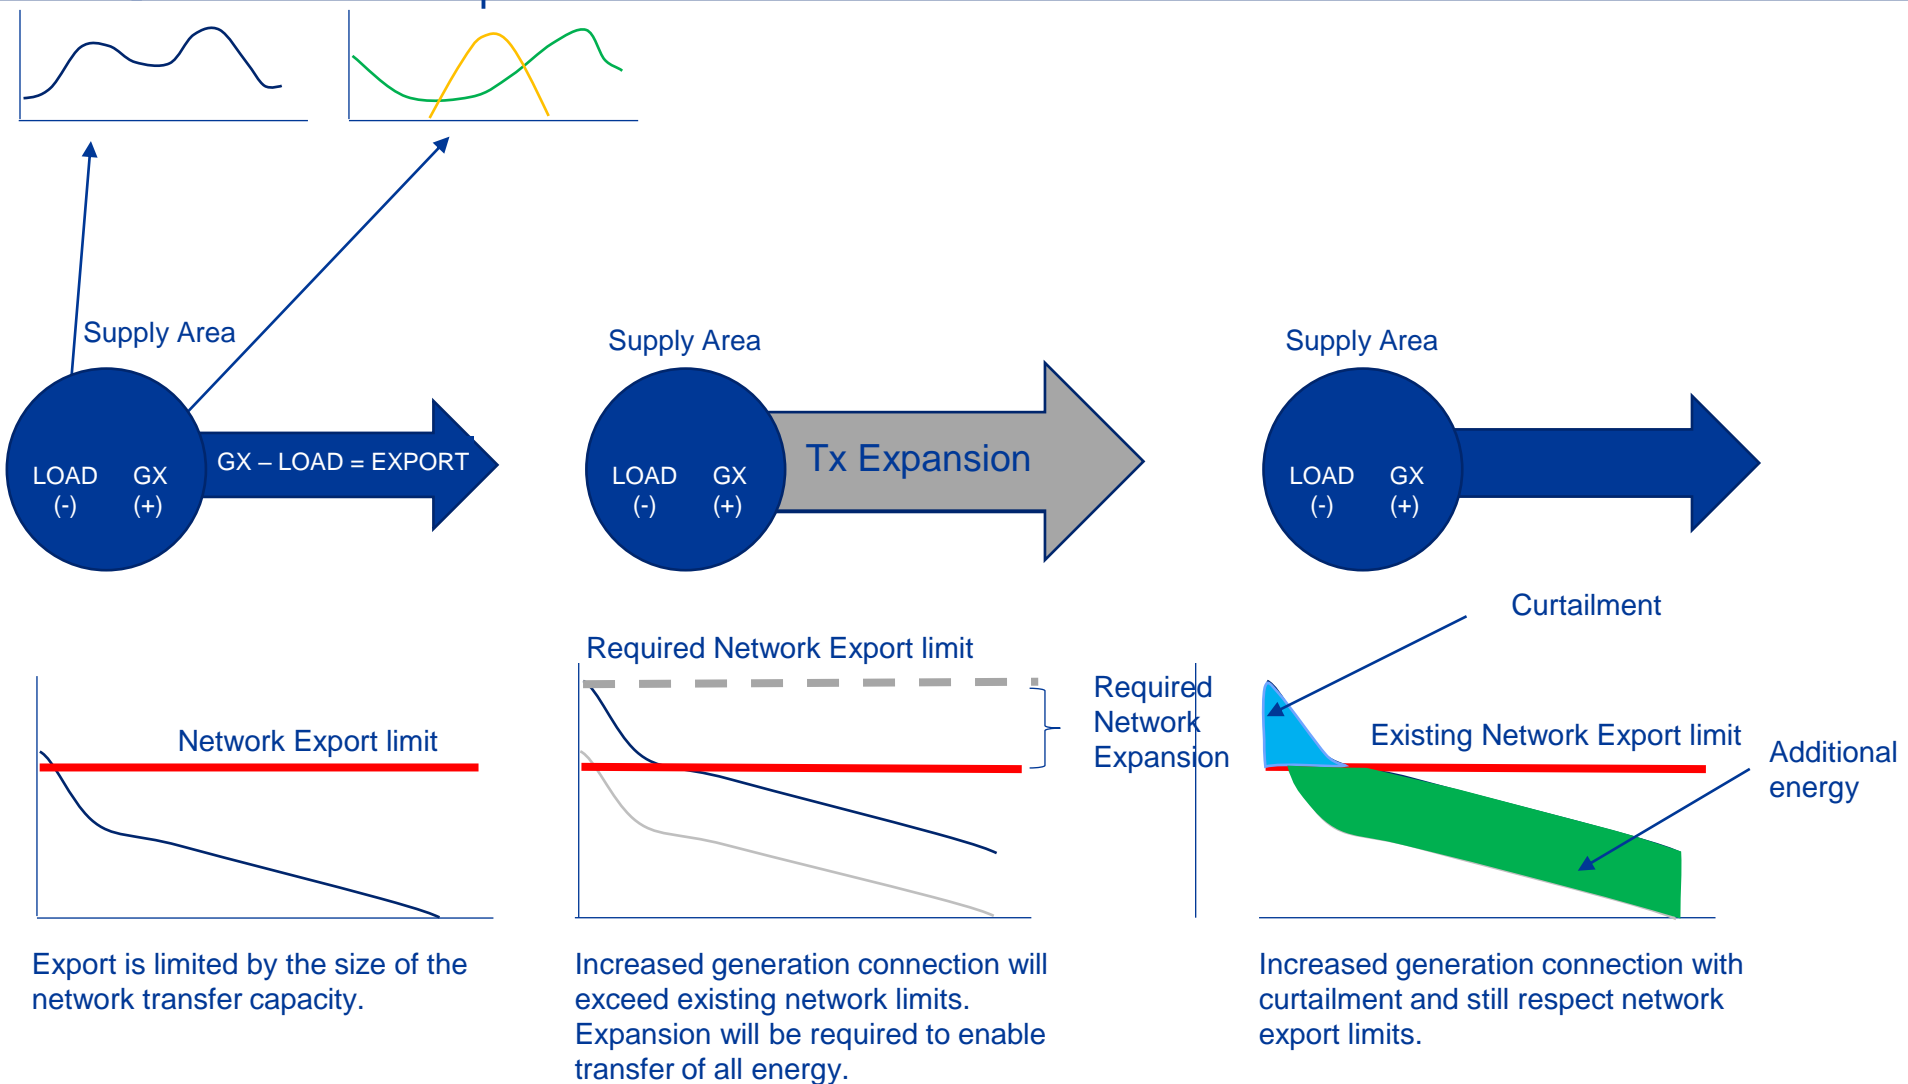 Supply Area
LOAD GX
(-) (+)
GX – LOAD = EXPORT
Network Export limit
Export is limited by the size of the
network transfer capacity.
Supply Area
LOAD GX
(-) (+)
Tx Expansion
Required Network Export limit
Required
Network
Expansion
Increased generation connection will
exceed existing network limits.
Expansion will be required to enable
transfer of all energy.
Supply Area
LOAD GX
(-) (+)
Curtailment
Existing Network Export limit
Additional
energy
Increased generation connection with
curtailment and still respect network
export limits.